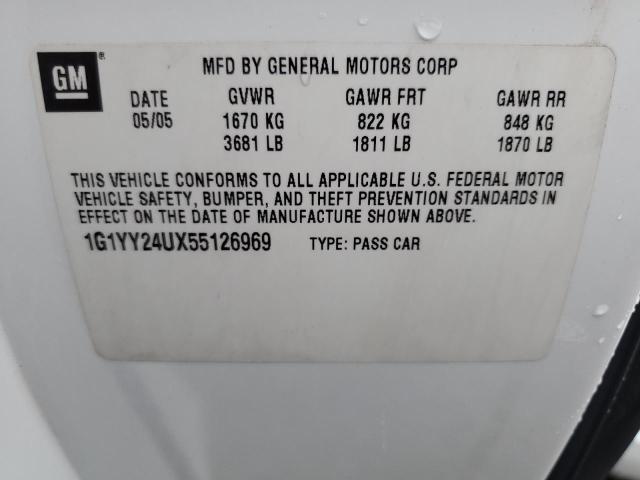 GM ®
MFD BY GENERAL MOTORS CORP
DATE GVWR GAWR FRT GAWR RR
05/05 1670 KG 822 KG 848 KG
3681 LB 1811 LB 1870 LB
THIS VEHICLE CONFORMS TO ALL APPLICABLE U.S. FEDERAL MOTOR
VEHICLE SAFETY, BUMPER, AND THEFT PREVENTION STANDARDS IN
EFFECT ON THE DATE OF MANUFACTURE SHOWN ABOVE.
1G1YY24UX55126969 TYPE: PASS CAR